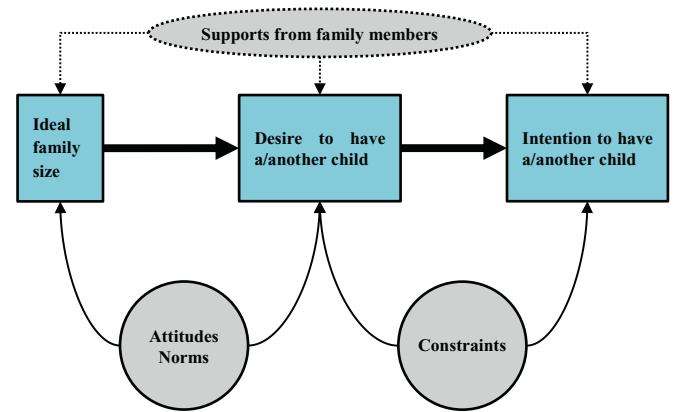 Supports from family members
Ideal
family
size
Desire to have
a/another child
Intention to have
a/another child
Attitudes
Norms
Constraints